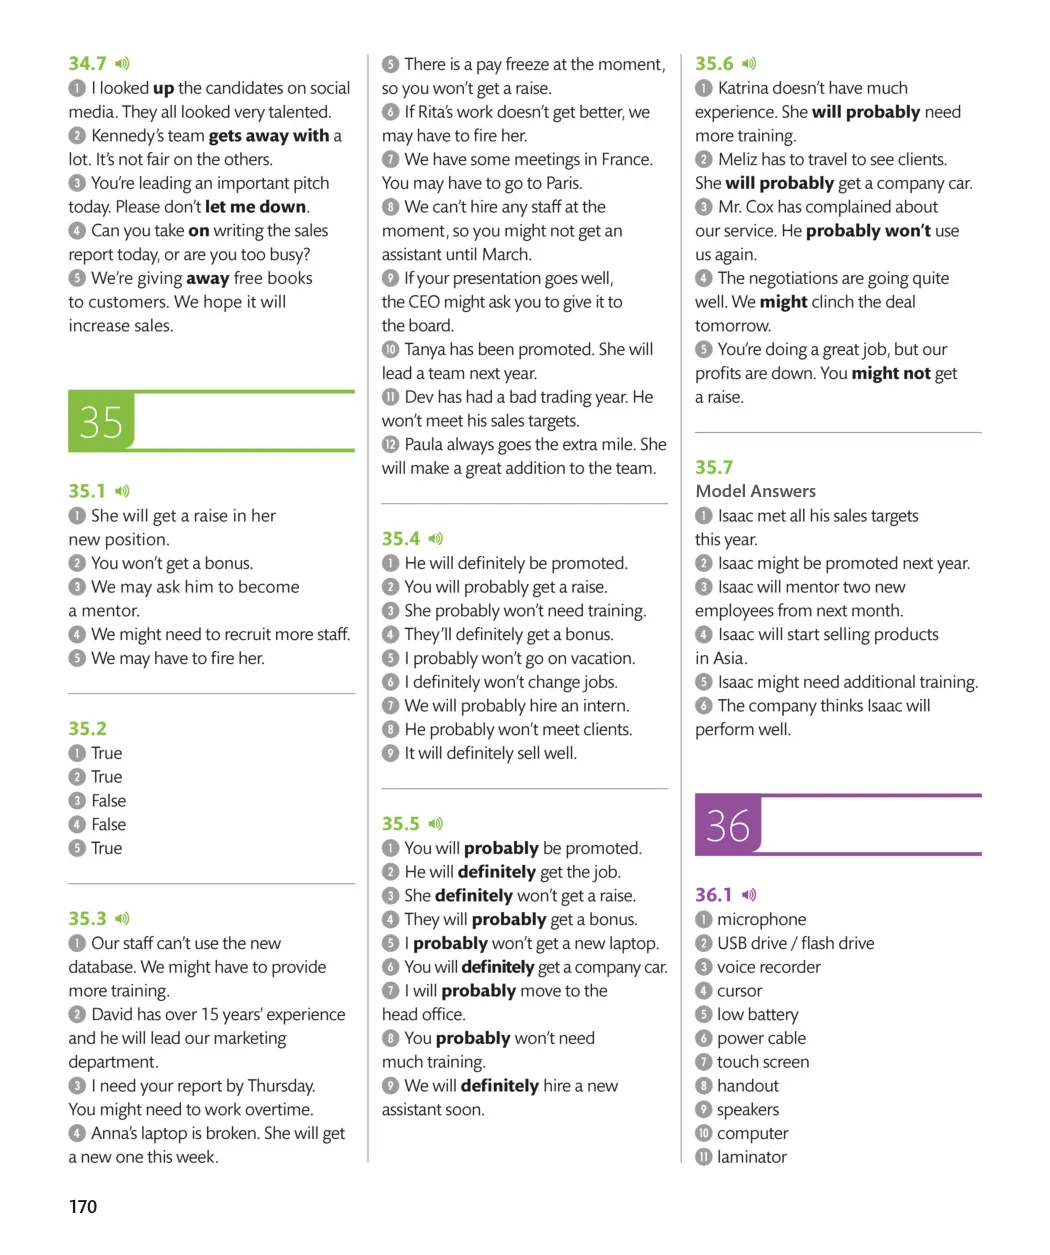 34.7
1 I looked up the candidates on social
media. They all looked very talented.
2 Kennedy's team gets away with a
lot. It's not fair on the others.
3 You're leading an important pitch
today. Please don't let me down.
4 Can you take on writing the sales
report today, or are you too busy?
5 We're giving away free books
to customers. We hope it will
increase sales.
35
35.1
1 She will get a raise in her
new position.
2 You won't get a bonus.
3 We may ask him to become
a mentor.
4 We might need to recruit more staff.
5 We may have to fire her.
35.2
1 True
2 True
3 False
4 False
5 True
35.3
1 Our staff can't use the new
database. We might have to provide
more training.
2 David has over 15 years' experience
and he will lead our marketing
department.
3 I need your report by Thursday.
You might need to work overtime.
4 Anna's laptop is broken. She will get
a new one this week.
5 There is a pay freeze at the moment,
so you won't get a raise.
6 If Rita's work doesn't get better, we
may have to fire her.
7 We have some meetings in France.
You may have to go to Paris.
8 We can't hire any staff at the
moment, so you might not get an
assistant until March.
9 If your presentation goes well,
the CEO might ask you to give it to
the board.
10 Tanya has been promoted. She will
lead a team next year.
11 Dev has had a bad trading year. He
won't meet his sales targets.
12 Paula always goes the extra mile. She
will make a great addition to the team.
35.4
1 He will definitely be promoted.
2 You will probably get a raise.
3 She probably won't need training.
4 They'll definitely get a bonus.
5 I probably won't go on vacation.
6 I definitely won't change jobs.
7 We will probably hire an intern.
8 He probably won't meet clients.
9 It will definitely sell well.
35.5
1 You will probably be promoted.
2 He will definitely get the job.
3 She definitely won't get a raise.
4 They will probably get a bonus.
5 I probably won't get a new laptop.
6 You will definitely get a company car.
7 I will probably move to the
head office.
8 You probably won't need
much training.
9 We will definitely hire a new
assistant soon.
35.6
1 Katrina doesn't have much
experience. She will probably need
more training.
2 Meliz has to travel to see clients.
She will probably get a company car.
3 Mr. Cox has complained about
our service. He probably won't use
us again.
4 The negotiations are going quite
well. We might clinch the deal
tomorrow.
5 You're doing a great job, but our
profits are down. You might not get
a raise.
35.7
Model Answers
1 Isaac met all his sales targets
this year.
2 Isaac might be promoted next year.
3 Isaac will mentor two new
employees from next month.
4 Isaac will start selling products
in Asia.
5 Isaac might need additional training.
6 The company thinks Isaac will
perform well.
36
36.1
1 microphone
2 USB drive / flash drive
3 voice recorder
4 cursor
5 low battery
6 power cable
7 touch screen
8 handout
9 speakers
10 computer
11 laminator
170